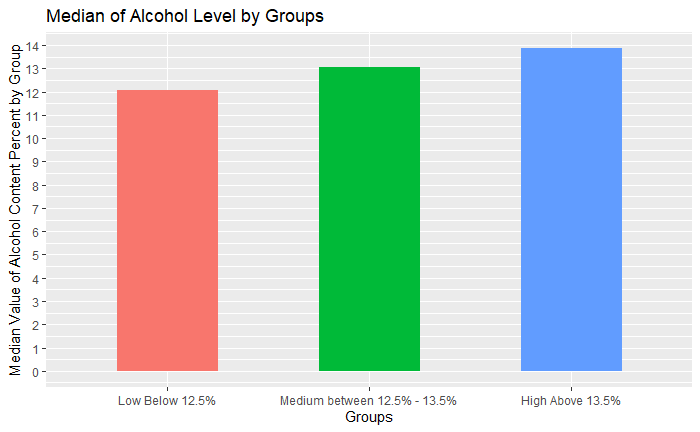 Median of Alcohol Level by Groups
Median Value of Alcohol Content Percent by Group
14
13
12
11
10
9
8
7
6
5
4
3
2
1
0
Low Below 12.5%
Medium between 12.5% - 13.5%
High Above 13.5%
Groups